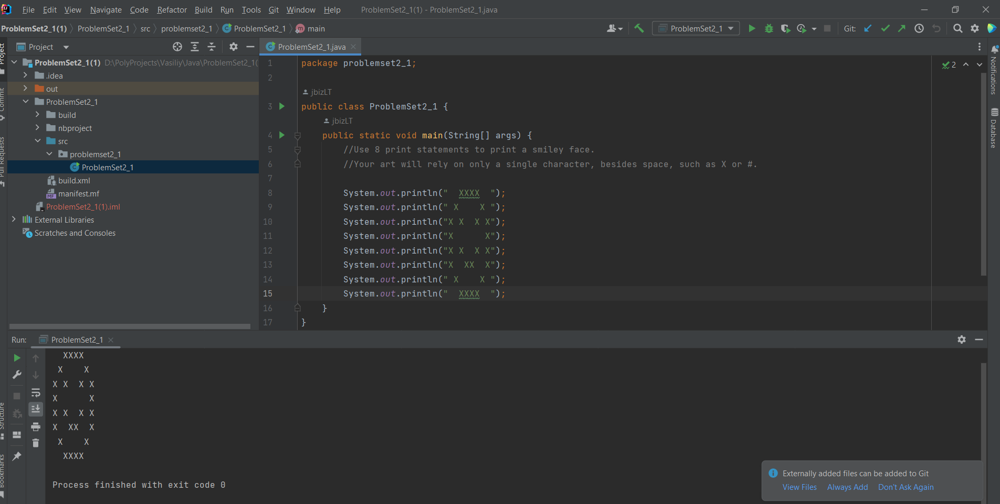 File Edit View Navigate Code Refactor Build Run Tools Git Window Help ProblemSet2_1(1) - ProblemSet2_1.java
ProblemSet2_1(1) ProblemSet2_1 src problemset2_1 ProblemSet2_1 main ProblemSet2_1 Git:
Project
Commit
Pull Requests
Structure
Bookmarks
Project
ProblemSet2_1(1) D:\PolyProjects\Vasiliy\Java\ProblemSet2_1(
.idea
out
ProblemSet2_1
build
nbproject
src
problemset2_1
ProblemSet2_1
build.xml
manifest.mf
ProblemSet2_1(1).iml
External Libraries
Scratches and Consoles
ProblemSet2_1.java
2
1 package problemset2_1;
2
jbizLT
3 public class ProblemSet2_1 {
jbizLT
4     public static void main(String[] args) {
5         //Use 8 print statements to print a smiley face.
6         //Your art will rely on only a single character, besides space, such as X or #.
7
8         System.out.println("  XXXX  ");
9         System.out.println(" X    X ");
10         System.out.println("X X  X X");
11         System.out.println("X      X");
12         System.out.println("X X  X X");
13         System.out.println("X  XX  X");
14         System.out.println(" X    X ");
15         System.out.println("  XXXX  ");
16     }
17 }
Notifications
Database
Run: ProblemSet2_1
  XXXX
 X    X
X X  X X
X      X
X X  X X
X  XX  X
 X    X
  XXXX
Process finished with exit code 0
Externally added files can be added to Git
View Files Always Add Don't Ask Again